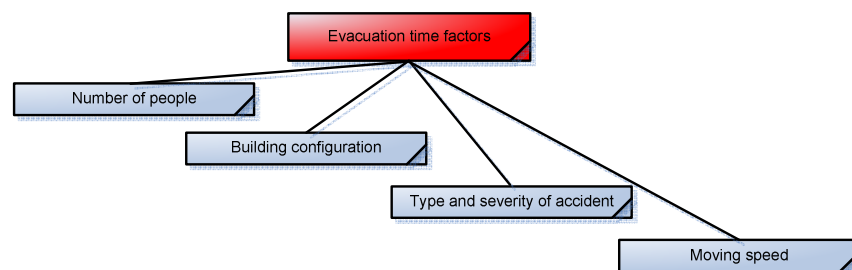 Evacuation time factors
Number of people
Building configuration
Type and severity of accident
Moving speed